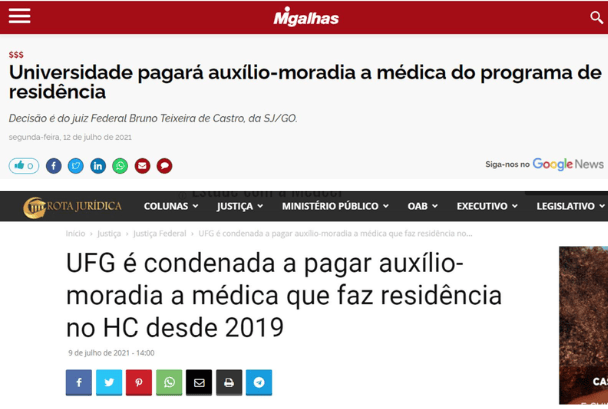 Migalhas
$$$
Universidade pagará auxílio-moradia a médica do programa de
residência
Decisão é do juiz Federal Bruno Teixeira de Castro, da SJ/GO.
segunda-feira, 12 de julho de 2021
0
Siga-nos no Google News
ROTA JURÍDICA
COLUNAS JUSTIÇA MINISTÉRIO PÚBLICO OAB EXECUTIVO LEGISLATIVO
Início › Justiça › Justiça Federal › UFG é condenada a pagar auxílio-moradia a médica que faz residência no...
UFG é condenada a pagar auxílio-
moradia a médica que faz residência
no HC desde 2019
9 de julho de 2021 - 14:00